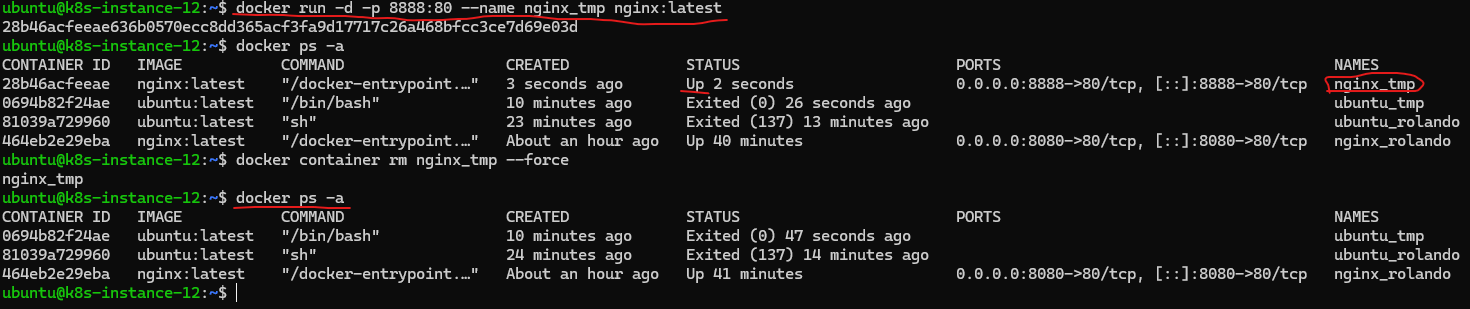 ubuntu@k8s-instance-12:~$ docker run -d -p 8888:80 --name nginx_tmp nginx:latest
28b46acfeeae636b0570ecc8dd365acf3fa9d17717c26a468bfcc3ce7d69e03d
ubuntu@k8s-instance-12:~$ docker ps -a
CONTAINER ID IMAGE COMMAND CREATED STATUS PORTS NAMES
28b46acfeeae nginx:latest "/docker-entrypoint.…" 3 seconds ago Up 2 seconds 0.0.0.0:8888->80/tcp, [::]:8888->80/tcp nginx_tmp
0694b82f24ae ubuntu:latest "/bin/bash" 10 minutes ago Exited (0) 26 seconds ago ubuntu_tmp
81039a729960 ubuntu:latest "sh" 23 minutes ago Exited (137) 13 minutes ago ubuntu_rolando
464eb2e29eba nginx:latest "/docker-entrypoint.…" About an hour ago Up 40 minutes 0.0.0.0:8080->80/tcp, [::]:8080->80/tcp nginx_rolando
ubuntu@k8s-instance-12:~$ docker container rm nginx_tmp --force
nginx_tmp
ubuntu@k8s-instance-12:~$ docker ps -a
CONTAINER ID IMAGE COMMAND CREATED STATUS PORTS NAMES
0694b82f24ae ubuntu:latest "/bin/bash" 10 minutes ago Exited (0) 47 seconds ago ubuntu_tmp
81039a729960 ubuntu:latest "sh" 24 minutes ago Exited (137) 14 minutes ago ubuntu_rolando
464eb2e29eba nginx:latest "/docker-entrypoint.…" About an hour ago Up 41 minutes 0.0.0.0:8080->80/tcp, [::]:8080->80/tcp nginx_rolando
ubuntu@k8s-instance-12:~$